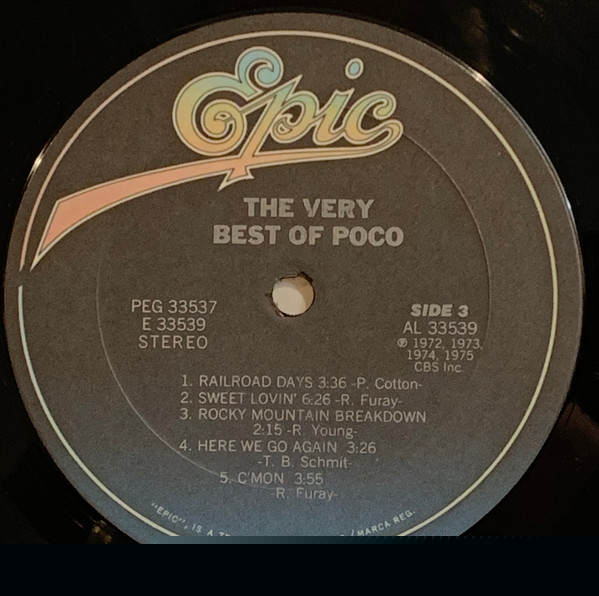 Epic
THE VERY
BEST OF POCO
PEG 33537
E 33539
STEREO
SIDE 3
AL 33539
℗ 1972, 1973,
1974, 1975
CBS Inc.
1. RAILROAD DAYS 3:36 -P. Cotton-
2. SWEET LOVIN' 6:26 -R. Furay-
3. ROCKY MOUNTAIN BREAKDOWN
2:15 -R. Young-
4. HERE WE GO AGAIN 3:26
-T. B. Schmit-
5. C'MON 3:55
-R. Furay-
"EPIC", IS A
/ MARCA REG.